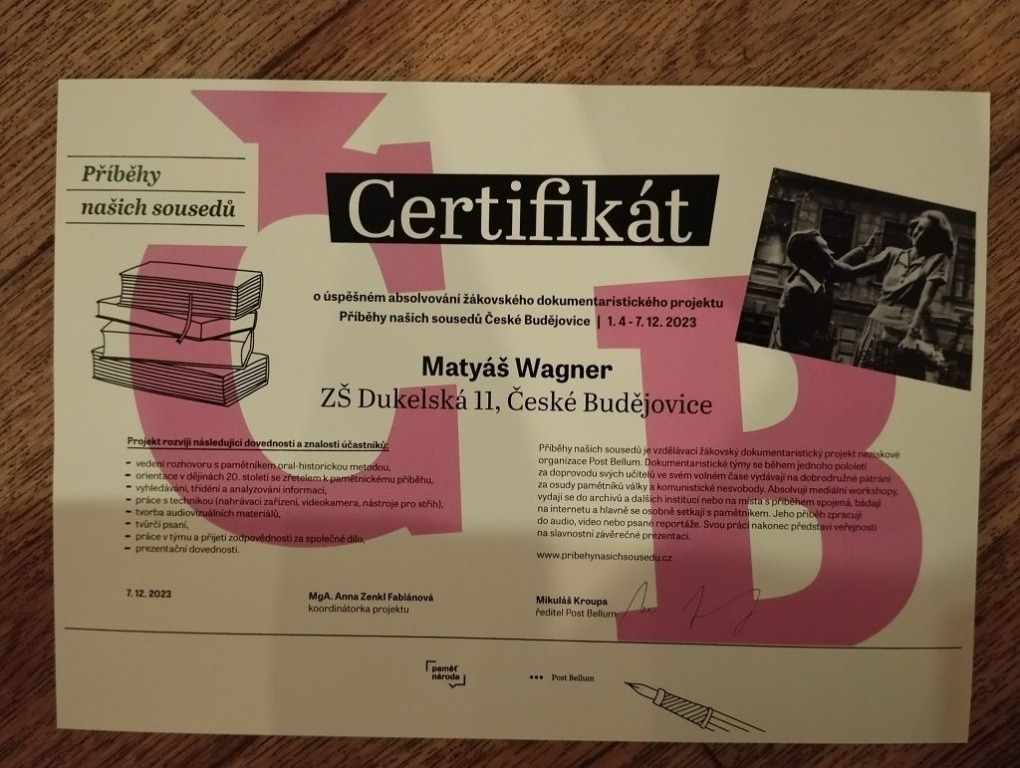 Příběhy
našich sousedů
Certifikát
o úspěšném absolvování žákovského dokumentaristického projektu
Příběhy našich sousedů České Budějovice | 1. 4 - 7. 12. 2023
Matyáš Wagner
ZŠ Dukelská 11, České Budějovice
Projekt rozvíjí následující dovednosti a znalosti účastníků:
- vedení rozhovoru s pamětníkem oral-historickou metodou,
- orientace v dějinách 20. století se zřetelem k pamětnickému příběhu,
- vyhledávání, třídění a analyzování informací,
- práce s technikou (nahrávací zařízení, videokamera, nástroje pro střih),
- tvorba audiovizuálních materiálů,
- tvůrčí psaní,
- práce v týmu a přijetí zodpovědnosti za společné dílo,
- prezentační dovednosti.
Příběhy našich sousedů je vzdělávací žákovský dokumentaristický projekt neziskové
organizace Post Bellum. Dokumentaristické týmy se během jednoho pololetí
za doprovodu svých učitelů ve svém volném čase vydávají na dobrodružné pátrání
za osudy pamětníků války a komunistické nesvobody. Absolvují mediální workshopy,
vydají se do archivů a dalších institucí nebo na místa s příběhem spojená, bádají
na internetu a hlavně se osobně setkají s pamětníkem. Jeho příběh zpracují
do audio, video nebo psané reportáže. Svou práci nakonec představí veřejnosti
na slavnostní závěrečné prezentaci.
www.pribehynasichsousedu.cz
7. 12. 2023
MgA. Anna Zenkl Fabiánová
koordinátorka projektu
Mikuláš Kroupa
ředitel Post Bellum
paměť
národa
Post Bellum